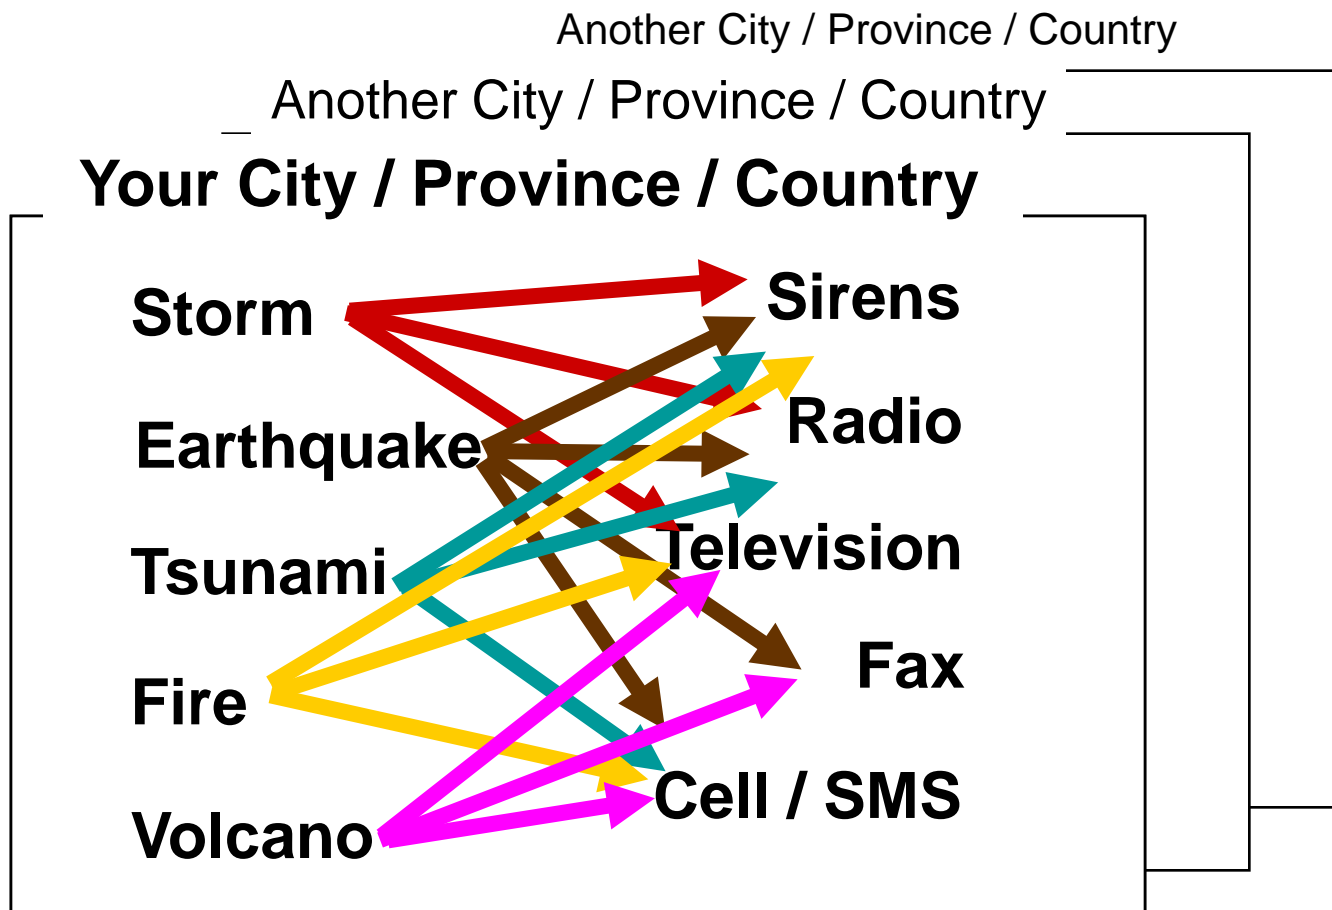 Another City / Province / Country
Another City / Province / Country
Your City / Province / Country
Storm
Sirens
Earthquake
Radio
Tsunami
Television
Fire
Fax
Volcano
Cell / SMS